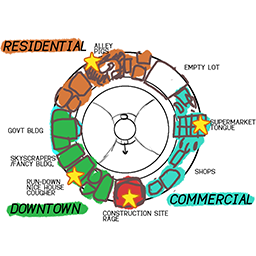 RESIDENTIAL
ALLEY
PIGS
EMPTY LOT
SUPERMARKET
TONGUE
GOVT BLDG.
SKYSCRAPERS
/FANCY BLDG.
SHOPS
RUN-DOWN
NICE HOUSE
COUGHER
COMMERCIAL
DOWNTOWN
CONSTRUCTION SITE
RAGE